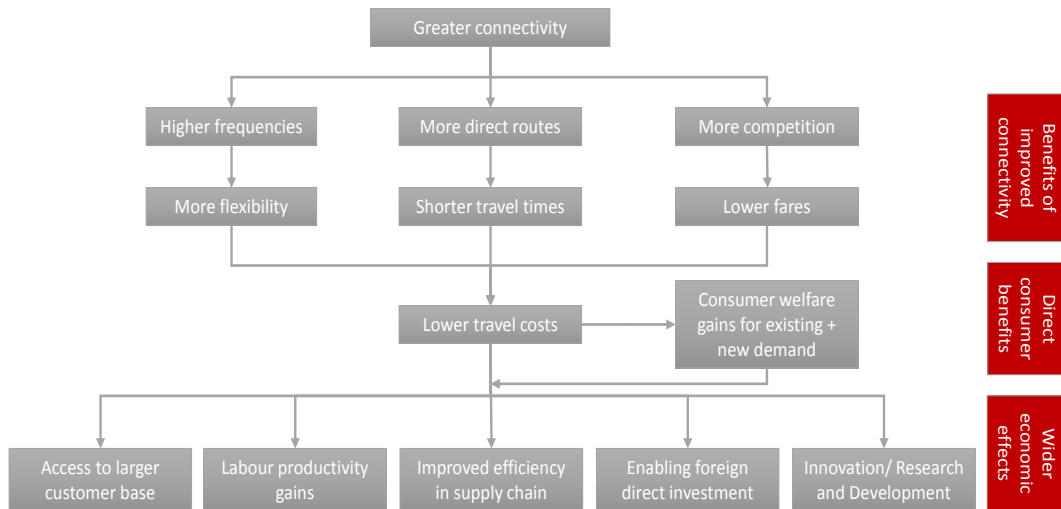 Greater connectivity
Higher frequencies
More direct routes
More competition
Benefits of
improved
connectivity
More flexibility
Shorter travel times
Lower fares
Lower travel costs
Consumer welfare
gains for existing +
new demand
Direct
consumer
benefits
Access to larger
customer base
Labour productivity
gains
Improved efficiency
in supply chain
Enabling foreign
direct investment
Innovation/ Research
and Development
Wider
economic
effects